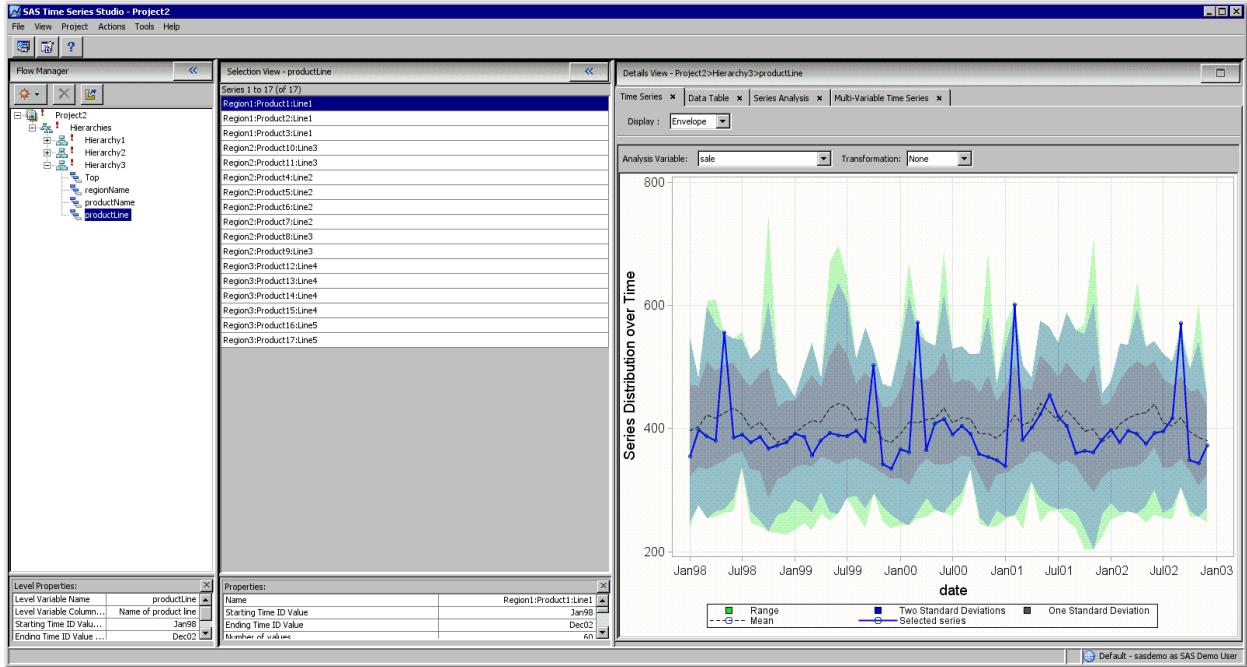 SAS Time Series Studio - Project2
File View Project Actions Tools Help
?
Flow Manager
Project2
Hierarchies
Hierarchy1
Hierarchy2
Hierarchy3
Top
regionName
productName
productLine
Level Properties:
Level Variable Name productLine
Level Variable Column... Name of product line
Starting Time ID Valu... Jan98
Ending Time ID Value ... Dec02
Selection View - productLine
Series 1 to 17 (of 17)
Region1:Product1:Line1
Region1:Product2:Line1
Region1:Product3:Line1
Region2:Product10:Line3
Region2:Product11:Line3
Region2:Product4:Line2
Region2:Product5:Line2
Region2:Product6:Line2
Region2:Product7:Line2
Region2:Product8:Line3
Region2:Product9:Line3
Region3:Product12:Line4
Region3:Product13:Line4
Region3:Product14:Line4
Region3:Product15:Line4
Region3:Product16:Line5
Region3:Product17:Line5
Properties:
Name Region1:Product1:Line1
Starting Time ID Value Jan98
Ending Time ID Value Dec02
Number of values 60
Details View - Project2>Hierarchy3>productLine
Time Series Data Table Series Analysis Multi-Variable Time Series
Display : Envelope
Analysis Variable: sale Transformation: None
Series Distribution over Time
800
600
400
200
Jan98 Jul98 Jan99 Jul99 Jan00 Jul00 Jan01 Jul01 Jan02 Jul02 Jan03
date
Range Two Standard Deviations One Standard Deviation
Mean Selected series
Default - sasdemo as SAS Demo User